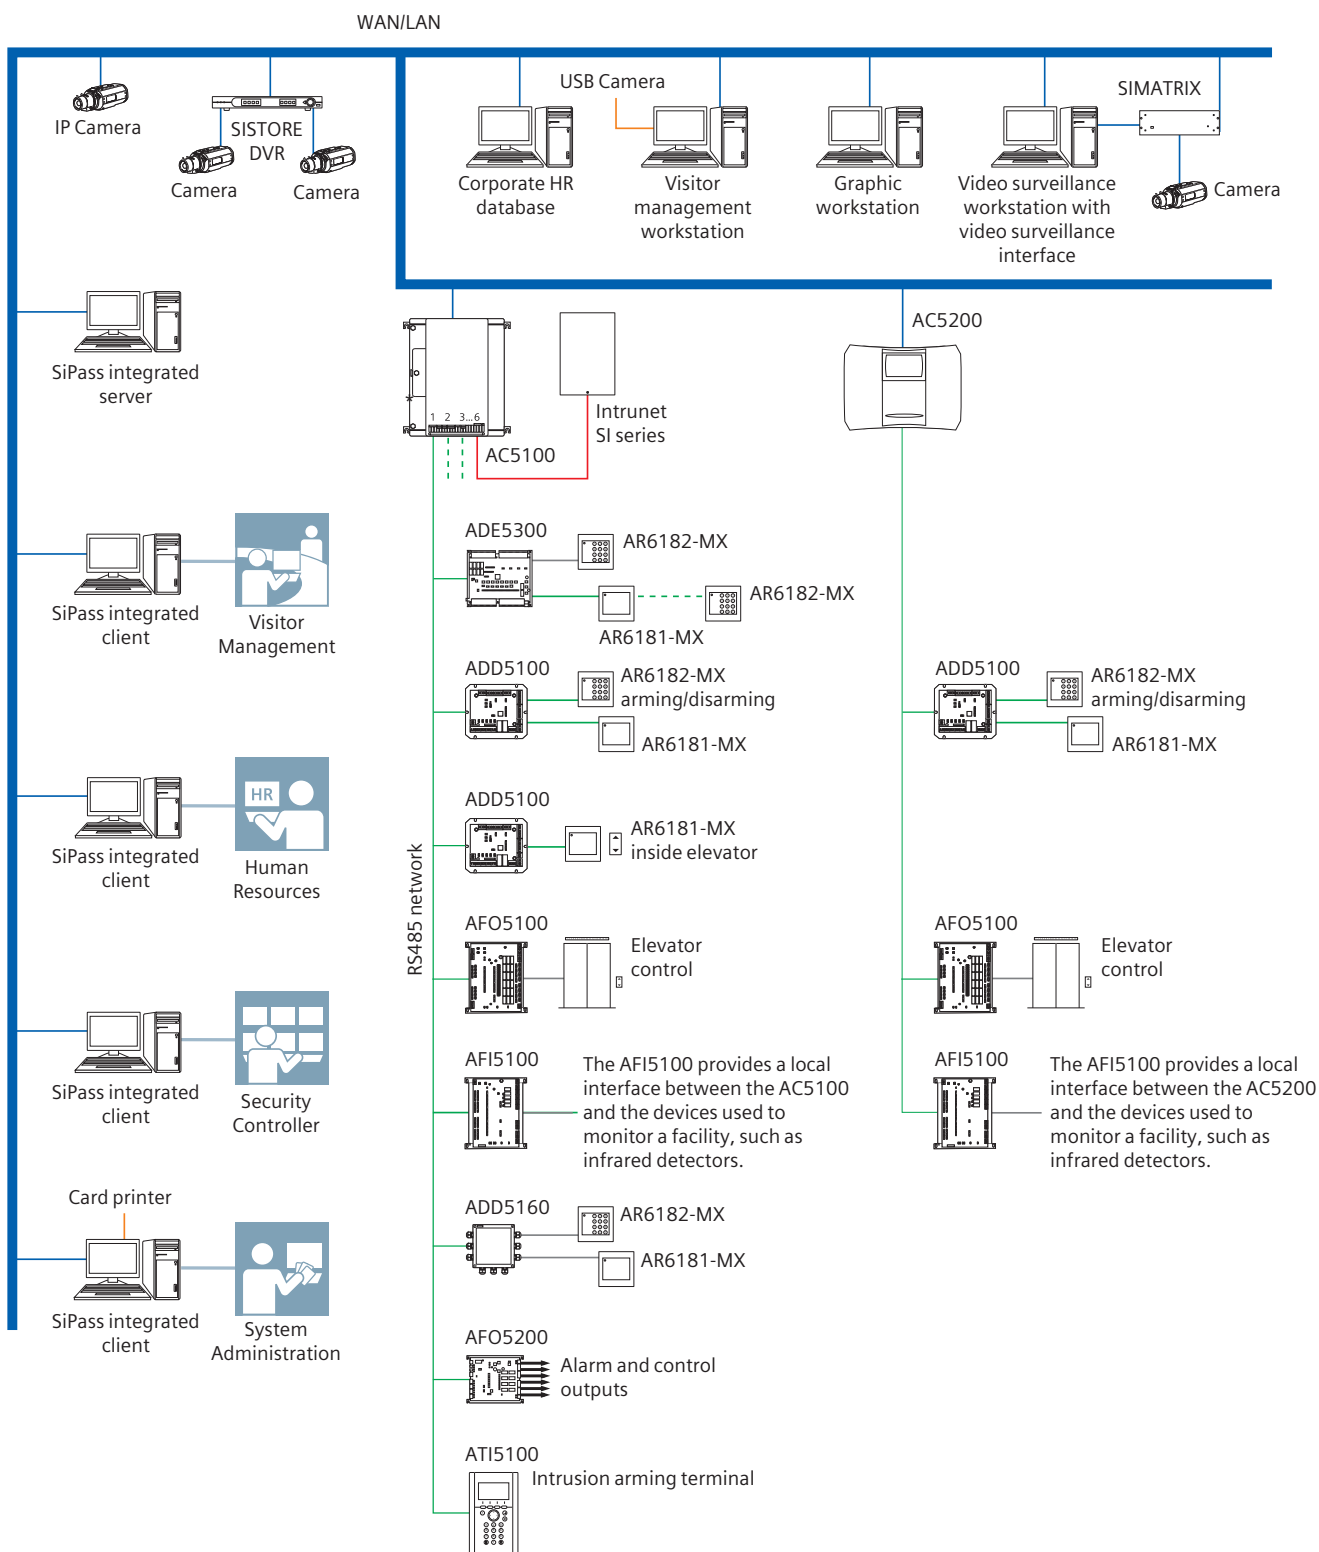 WAN/LAN
IP Camera
SISTORE
DVR
Camera
Camera
USB Camera
SIMATRIX
Corporate HR
database
Visitor
management
workstation
Graphic
workstation
Video surveillance
workstation with
video surveillance
interface
Camera
SiPass integrated
server
1 2 3...6
AC5100
Intrunet
SI series
AC5200
SiPass integrated
client
Visitor
Management
ADE5300
AR6182-MX
AR6181-MX
AR6182-MX
ADD5100
AR6182-MX
arming/disarming
AR6181-MX
ADD5100
AR6182-MX
arming/disarming
AR6181-MX
SiPass integrated
client
HR
Human
Resources
RS485 network
ADD5100
AR6181-MX
inside elevator
AFO5100
Elevator
control
AFO5100
Elevator
control
SiPass integrated
client
Security
Controller
AFI5100
The AFI5100 provides a local
interface between the AC5100
and the devices used to
monitor a facility, such as
infrared detectors.
AFI5100
The AFI5100 provides a local
interface between the AC5200
and the devices used to
monitor a facility, such as
infrared detectors.
Card printer
SiPass integrated
client
System
Administration
ADD5160
AR6182-MX
AR6181-MX
AFO5200
Alarm and control
outputs
ATI5100
Intrusion arming terminal